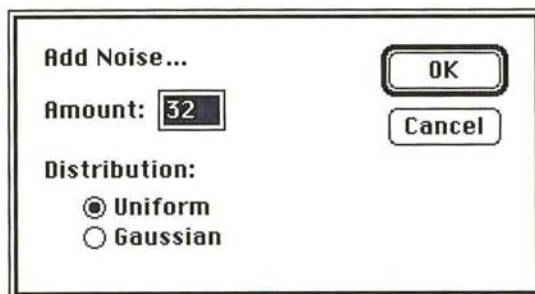 Add Noise...
OK
Amount: 32
Cancel
Distribution:
Uniform
Gaussian